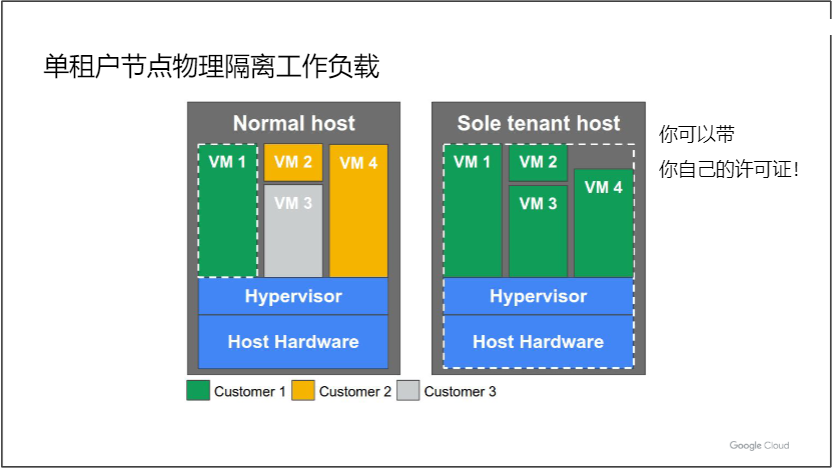 单租户节点物理隔离工作负载
Normal host
VM 1
VM 2
VM 3
VM 4
Hypervisor
Host Hardware
Sole tenant host
VM 1
VM 2
VM 3
VM 4
Hypervisor
Host Hardware
你可以带
你自己的许可证！
Customer 1
Customer 2
Customer 3
Google Cloud